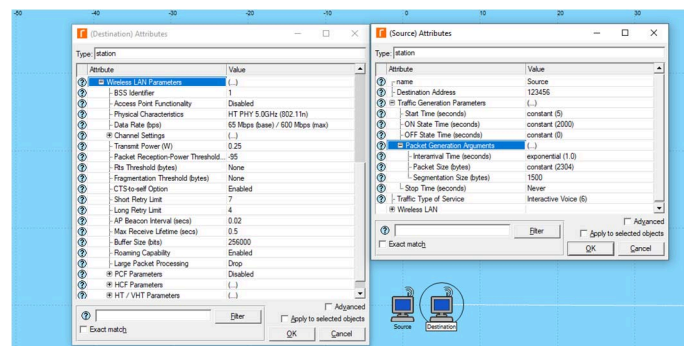 -50
-40
-30
-20
-10
0
10
20
30
(Destination) Attributes
Type: station
Attribute Value
Wireless LAN Parameters (...)
BSS Identifier 1
Access Point Functionality Disabled
Physical Characteristics HT PHY 5.0GHz (802.11n)
Data Rate (bps) 65 Mbps (base) / 600 Mbps (max)
Channel Settings (...)
Transmit Power (W) 0.25
Packet Reception-Power Threshold... -95
Rts Threshold (bytes) None
Fragmentation Threshold (bytes) None
CTS-to-self Option Enabled
Short Retry Limit 7
Long Retry Limit 4
AP Beacon Interval (secs) 0.02
Max Receive Lifetime (secs) 0.5
Buffer Size (bits) 256000
Roaming Capability Enabled
Large Packet Processing Drop
PCF Parameters Disabled
HCF Parameters (...)
HT / VHT Parameters (...)
Advanced
Filter
Apply to selected objects
Exact match
OK Cancel
(Source) Attributes
Type: station
Attribute Value
name Source
Destination Address 123456
Traffic Generation Parameters (...)
Start Time (seconds) constant (5)
ON State Time (seconds) constant (2000)
OFF State Time (seconds) constant (0)
Packet Generation Arguments (...)
Interarrival Time (seconds) exponential (1.0)
Packet Size (bytes) constant (2304)
Segmentation Size (bytes) 1500
Stop Time (seconds) Never
Traffic Type of Service Interactive Voice (6)
Wireless LAN
Advanced
Filter
Apply to selected objects
Exact match
OK Cancel
Source Destination